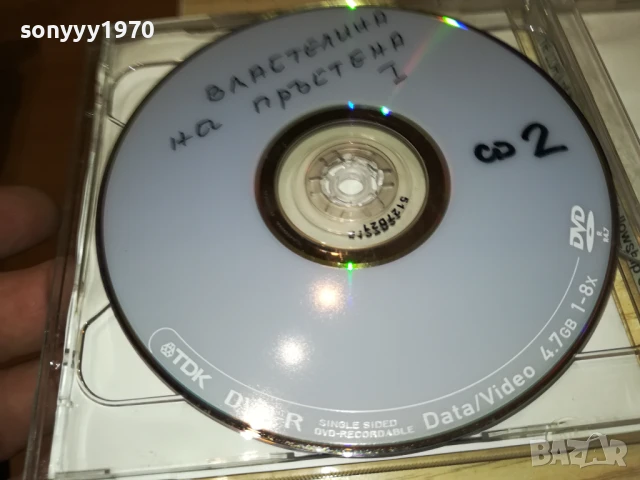 sonyyy1970
ВЛАСТЕЛИНА
НА ПРЪСТЕНА
I
CD 2
DVD
R
TDK DVD-R SINGLE SIDED Data/Video 4.7GB 1-8X
DVD-RECORDABLE
bazar